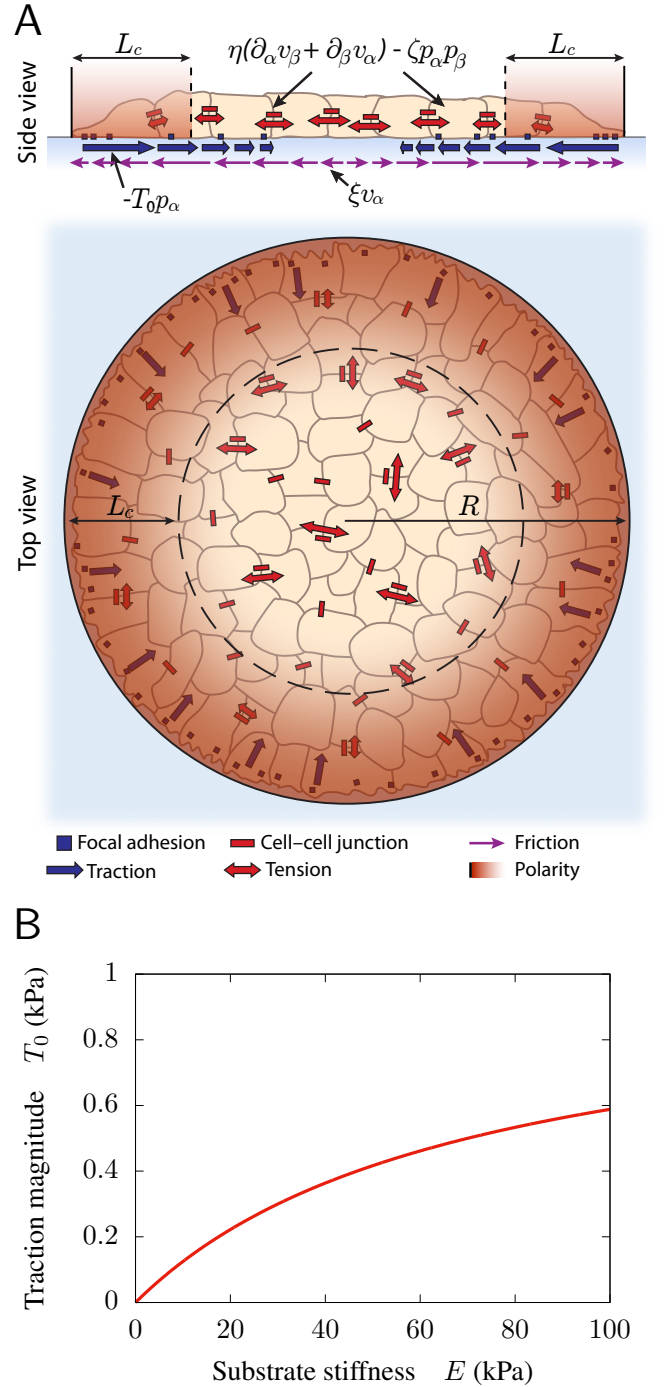 A
L_c
η(∂_α v_β + ∂_β v_α) - ζp_α p_β
L_c
Side view
-T_0 p_α
ξv_α
Top view
L_c
R
Focal adhesion
Cell–cell junction
Friction
Traction
Tension
Polarity
B
Traction magnitude T_0 (kPa)
1
0.8
0.6
0.4
0.2
0
0 20 40 60 80 100
Substrate stiffness E (kPa)